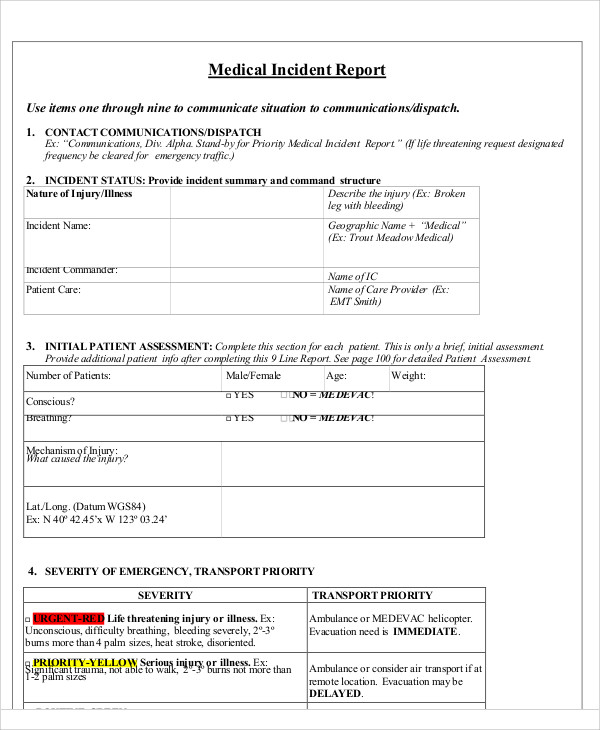 Medical Incident Report
Use items one through nine to communicate situation to communications/dispatch.
1. CONTACT COMMUNICATIONS/DISPATCH
Ex: “Communications, Div. Alpha. Stand-by for Priority Medical Incident Report.” (If life threatening request designated
frequency be cleared for emergency traffic.)
2. INCIDENT STATUS: Provide incident summary and command structure
Nature of Injury/Illness
Describe the injury (Ex: Broken
leg with bleeding)
Incident Name:
Geographic Name + “Medical”
(Ex: Trout Meadow Medical)
Incident Commander:
Name of IC
Patient Care:
Name of Care Provider (Ex:
EMT Smith)
3. INITIAL PATIENT ASSESSMENT: Complete this section for each patient. This is only a brief, initial assessment.
Provide additional patient info after completing this 9 Line Report. See page 100 for detailed Patient Assessment.
Number of Patients: Male/Female Age: Weight:
Conscious? □ YES □□NO = MEDEVAC!
Breathing? □ YES □□NO = MEDEVAC!
Mechanism of Injury:
What caused the injury?
Lat./Long. (Datum WGS84)
Ex: N 40º 42.45’x W 123º 03.24’
4. SEVERITY OF EMERGENCY, TRANSPORT PRIORITY
SEVERITY TRANSPORT PRIORITY
□ URGENT-RED Life threatening injury or illness. Ex:
Unconscious, difficulty breathing, bleeding severely, 2º-3º
burns more than 4 palm sizes, heat stroke, disoriented.
Ambulance or MEDEVAC helicopter.
Evacuation need is IMMEDIATE.
□ PRIORITY-YELLOW Serious injury or illness. Ex:
Significant trauma, not able to walk, 2º-3º burns not more than
1-2 palm sizes
Ambulance or consider air transport if at
remote location. Evacuation may be
DELAYED.